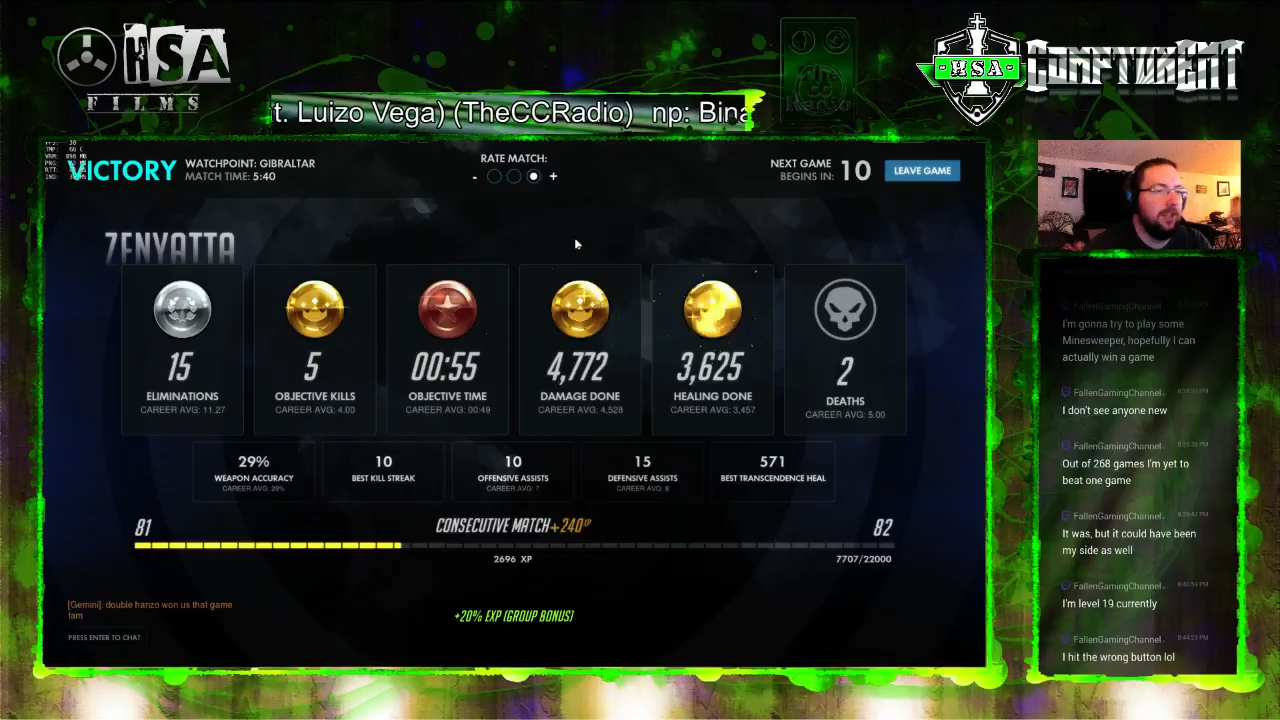 HSA
FILMS
t. Luizo Vega) (TheCCRadio) np: Bina
The
Radio
-HSA-
VICTORY
WATCHPOINT: GIBRALTAR
MATCH TIME: 5:40
RATE MATCH:
- +
NEXT GAME
BEGINS IN: 10
LEAVE GAME
ZENYATTA
15
ELIMINATIONS
CAREER AVG: 11.27
5
OBJECTIVE KILLS
CAREER AVG: 4.00
00:55
OBJECTIVE TIME
CAREER AVG: 00:49
4,772
DAMAGE DONE
CAREER AVG: 4,528
3,625
HEALING DONE
CAREER AVG: 3,457
2
DEATHS
CAREER AVG: 5.00
29%
WEAPON ACCURACY
CAREER AVG: 29%
10
BEST KILL STREAK
10
OFFENSIVE ASSISTS
CAREER AVG: 7
15
DEFENSIVE ASSISTS
CAREER AVG: 8
571
BEST TRANSCENDENCE HEAL
81
CONSECUTIVE MATCH +240 XP
82
2696 XP
7707/22000
[Gemini]: double hanzo won us that game
fam
+20% EXP (GROUP BONUS)
PRESS ENTER TO CHAT
FallenGamingChannel
I'm gonna try to play some
Minesweeper, hopefully I can
actually win a game
FallenGamingChannel
I don't see anyone new
FallenGamingChannel
Out of 268 games I'm yet to
beat one game
FallenGamingChannel
It was, but it could have been
my side as well
FallenGamingChannel
I'm level 19 currently
FallenGamingChannel
I hit the wrong button lol